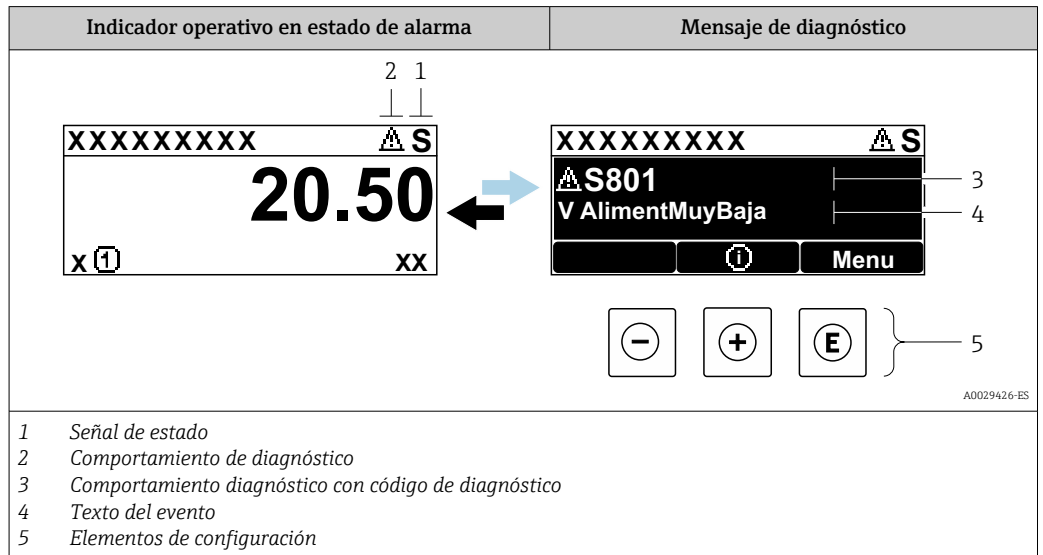 Indicador operativo en estado de alarma Mensaje de diagnóstico
2 1
XXXXXXXXX S
20.50
x 1 XX
XXXXXXXXX S
S801
3
V AlimentMuyBaja
4
i Menu
- + E
5
A0029426-ES
1 Señal de estado
2 Comportamiento de diagnóstico
3 Comportamiento diagnóstico con código de diagnóstico
4 Texto del evento
5 Elementos de configuración